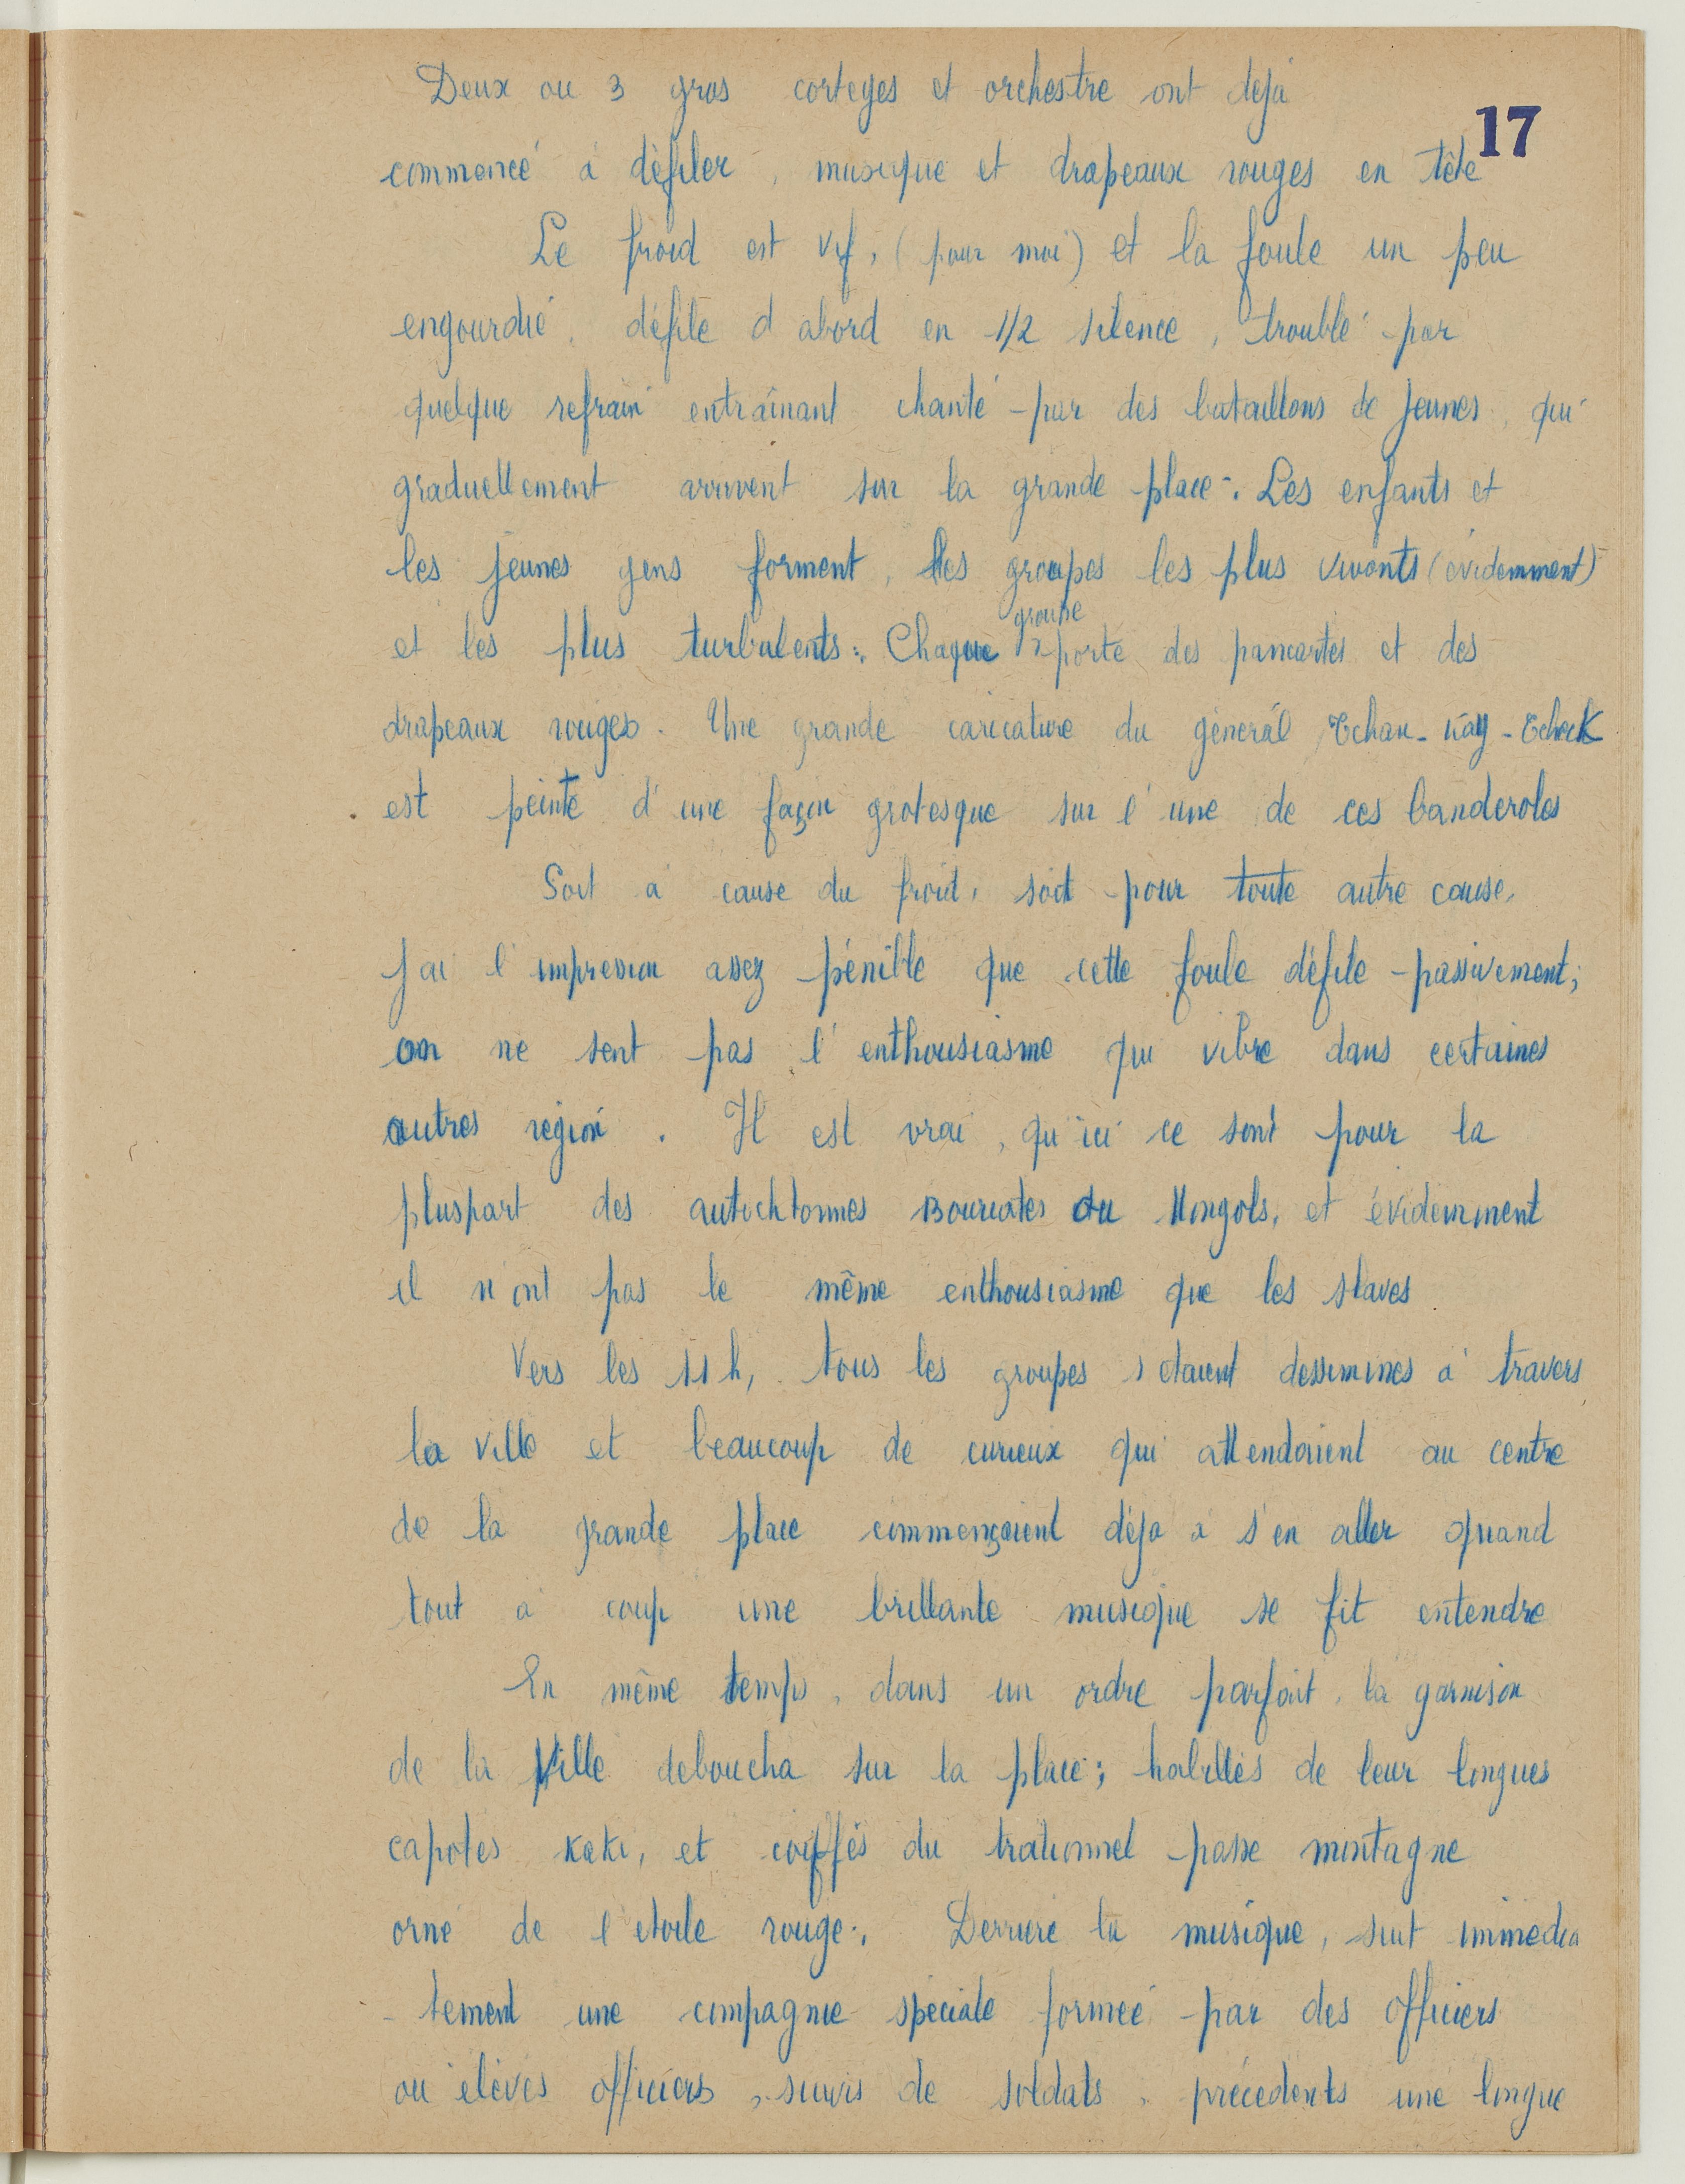 Deux ou 3 gros corteges et orchestre ont dejà
17
commencé à dèfiler, musique et drapeaux rouges en tête
Le froid est vif, (pour moi) et la foule un peu
engourdie, défile d'abord en 1/2 silence, troublé par
quelque refrain entraînant chanté par des bataillons de jeunes, qui
graduellement arrivent sur la grande place. Les enfants et
les jeunes gens forment, les groupes les plus vivants (évidemment)
groupe
et les plus turbulents. Chaque porte des pancartes et des
drapeaux rouges. Une grande caricature du général Tchan-Kay-Check
est peinte d'une façon grotesque sur l'une de ces banderoles
Soit à cause du froid, soit pour toute autre cause,
j'ai l'impression assez pénible que cette foule défile passivement;
on ne sent pas l'enthousiasme qui vibre dans certaines
autres région. Il est vrai, qu'ici ce sont pour la
pluspart des autochtonnes Bouriates ou Mongols, et évidemment
il n'ont pas le même enthousiasme que les slaves
Vers les 11 h, tous les groupes s'etaient desseminés à travers
la ville et beaucoup de curieux qui attendaient au centre
de la grande place commençaient déja à s'en aller quand
tout à coup une brillante musique se fit entendre
En même temps, dans un ordre parfait, la garnison
de la Ville deboucha sur la place; habillés de leur longues
capotes kaki, et coiffés du trationnel passe montagne
orné de l'etoile rouge. Derriere la musique, suit immedia
-tement une compagnie spéciale formée par des officiers
ou élèves officiers, suivis de soldats, précédents une longue